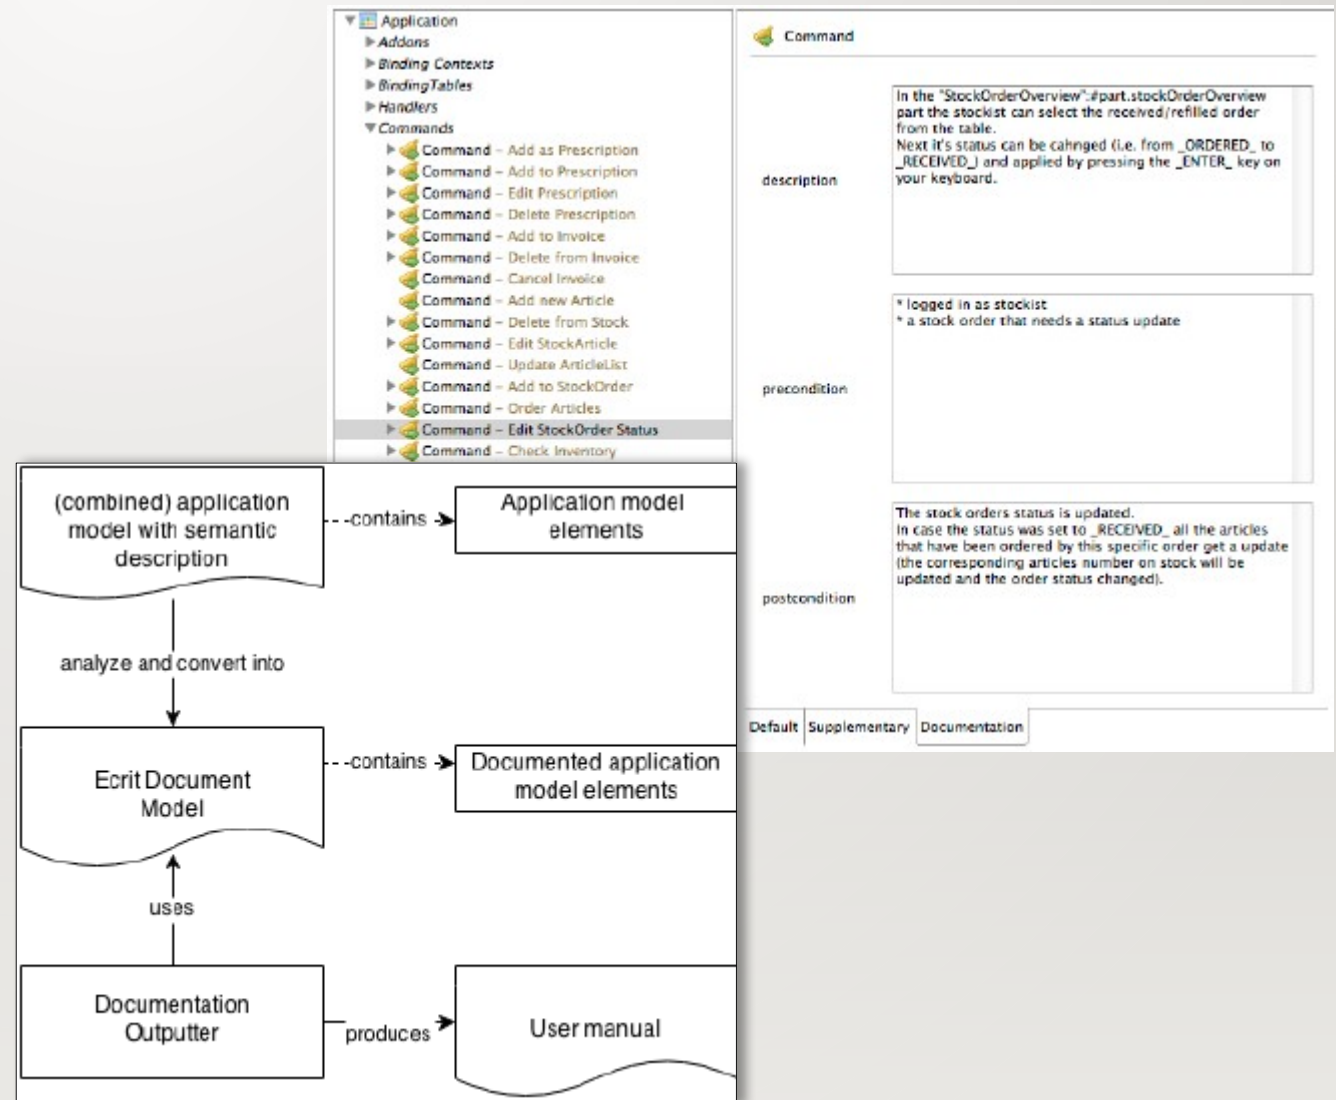 Application
Addons
Binding Contexts
BindingTables
Handlers
Commands
Command – Add as Prescription
Command – Add to Prescription
Command – Edit Prescription
Command – Delete Prescription
Command – Add to Invoice
Command – Delete from Invoice
Command – Cancel Invoice
Command – Add new Article
Command – Delete from Stock
Command – Edit StockArticle
Command – Update ArticleList
Command – Add to StockOrder
Command – Order Articles
Command – Edit StockOrder Status
Command – Check Inventory
Command
description
In the "StockOrderOverview":#part.stockOrderOverview
part the stockist can select the received/refilled order
from the table.
Next it's status can be cahnged (i.e. from _ORDERED_ to
_RECEIVED_) and applied by pressing the _ENTER_ key on
your keyboard.
precondition
* logged in as stockist
* a stock order that needs a status update
postcondition
The stock orders status is updated.
In case the status was set to _RECEIVED_ all the articles
that have been ordered by this specific order get a update
(the corresponding articles number on stock will be
updated and the order status changed).
Default
Supplementary
Documentation
(combined) application
model with semantic
description
contains
Application model
elements
analyze and convert into
Ecrit Document
Model
contains
Documented application
model elements
uses
Documentation
Outputter
produces
User manual